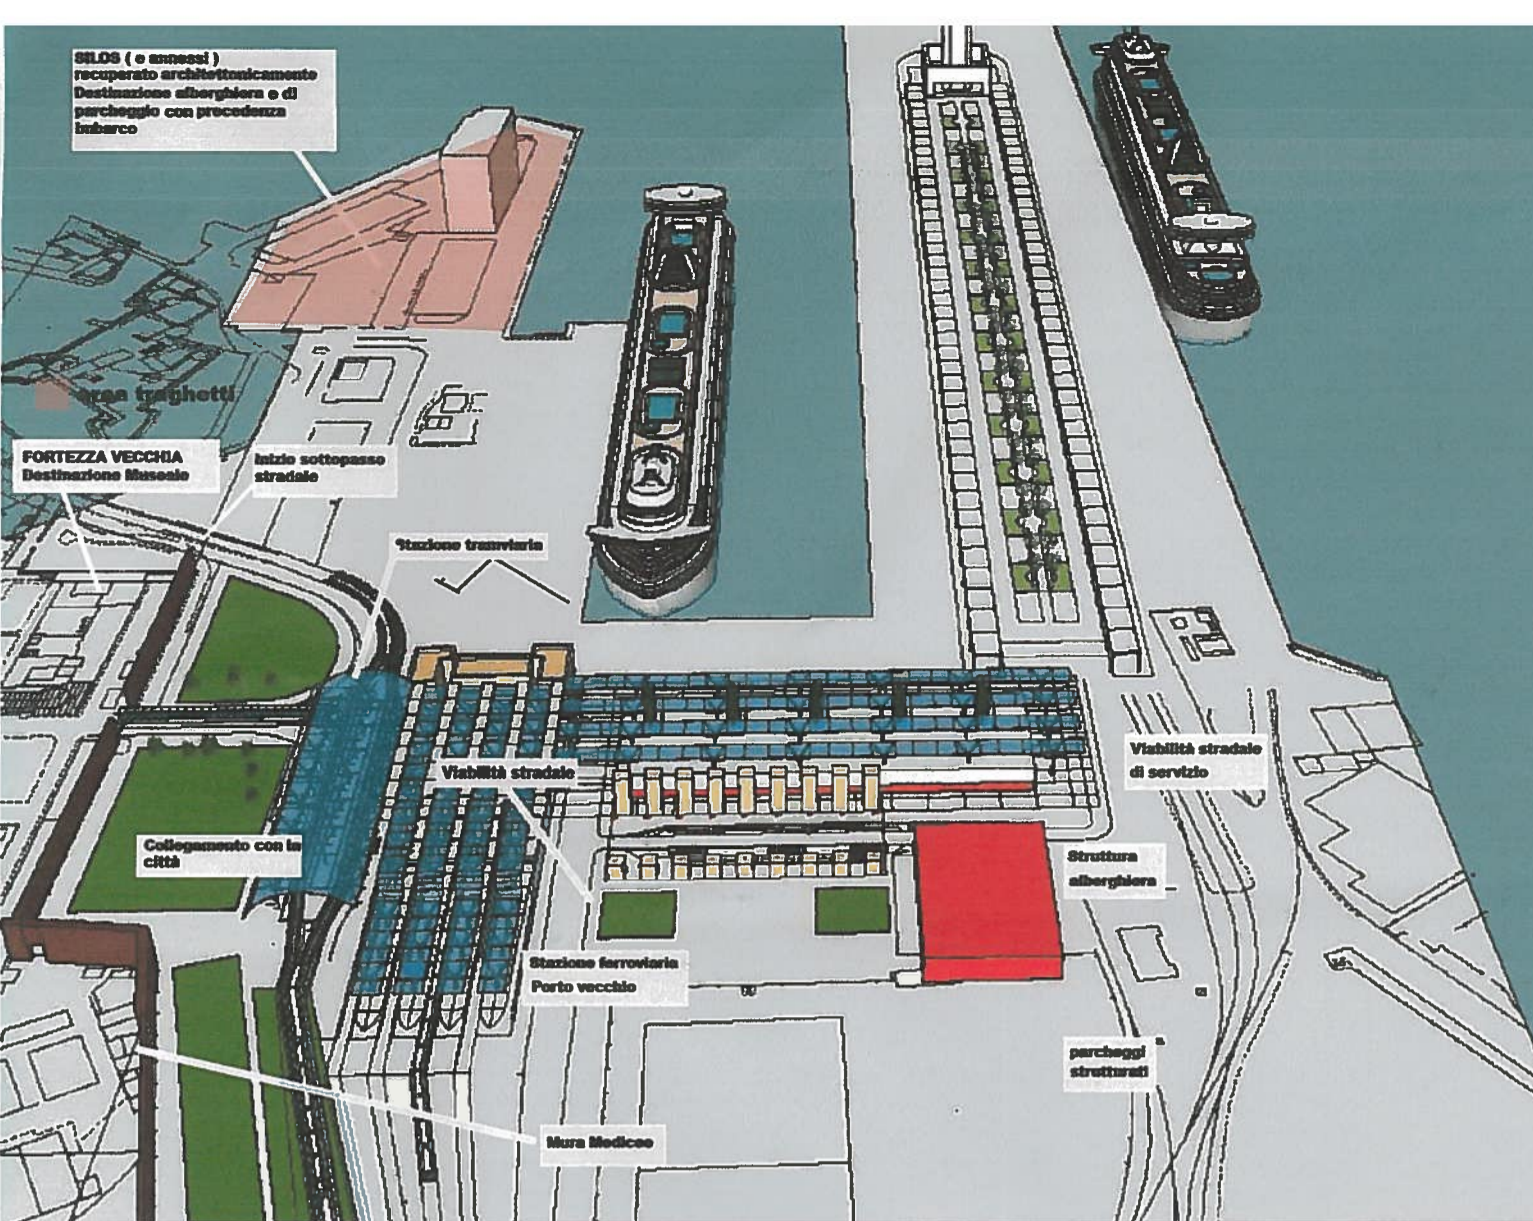 SILOS ( e annessi )
recuperato architettonicamente
Destinazione alberghiera e di
parcheggio con precedenza
imbarco
area traghetti
FORTEZZA VECCHIA
Destinazione Museale
Inizio sottopasso
stradale
Stazione tranviaria
Viabilità stradale
Viabilità stradale
di servizio
Collegamento con la
città
Struttura
alberghiera
Stazione ferroviaria
Porto vecchio
parcheggi
strutturati
Mura Medicee